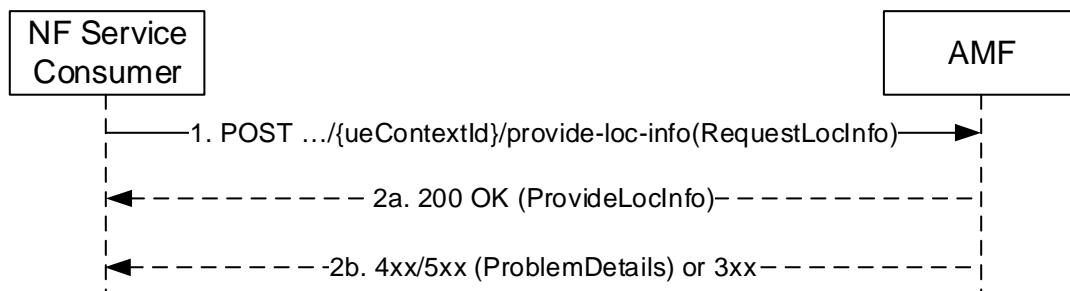 NF Service
Consumer
AMF
1. POST …/{ueContextId}/provide-loc-info(RequestLocInfo)
2a. 200 OK (ProvideLocInfo)
2b. 4xx/5xx (ProblemDetails) or 3xx